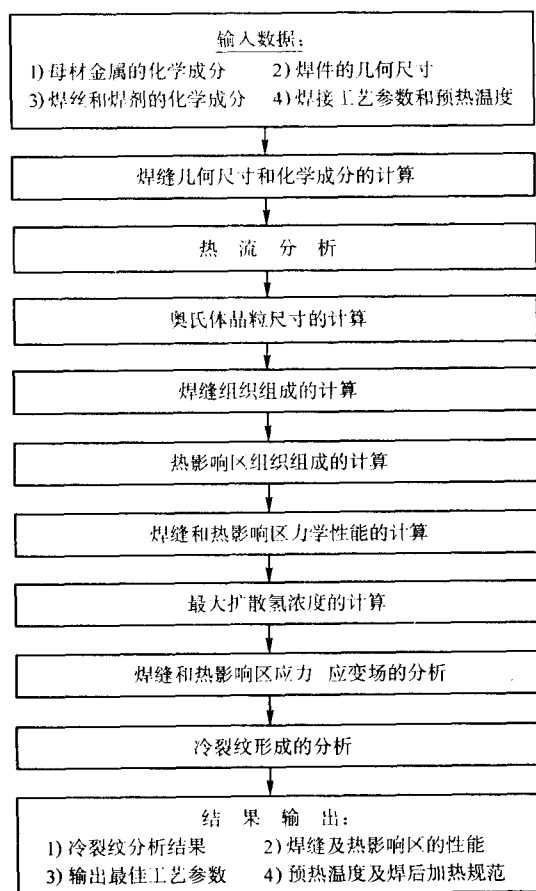 输入数据：
1) 母材金属的化学成分 2) 焊件的几何尺寸
3) 焊丝和焊剂的化学成分 4) 焊接工艺参数和预热温度
焊缝几何尺寸和化学成分的计算
热 流 分 析
奥氏体晶粒尺寸的计算
焊缝组织组成的计算
热影响区组织组成的计算
焊缝和热影响区力学性能的计算
最大扩散氢浓度的计算
焊缝和热影响区应力 应变场的分析
冷裂纹形成的分析
结 果 输 出：
1) 冷裂纹分析结果 2) 焊缝及热影响区的性能
3) 输出最佳工艺参数 4) 预热温度及焊后加热规范